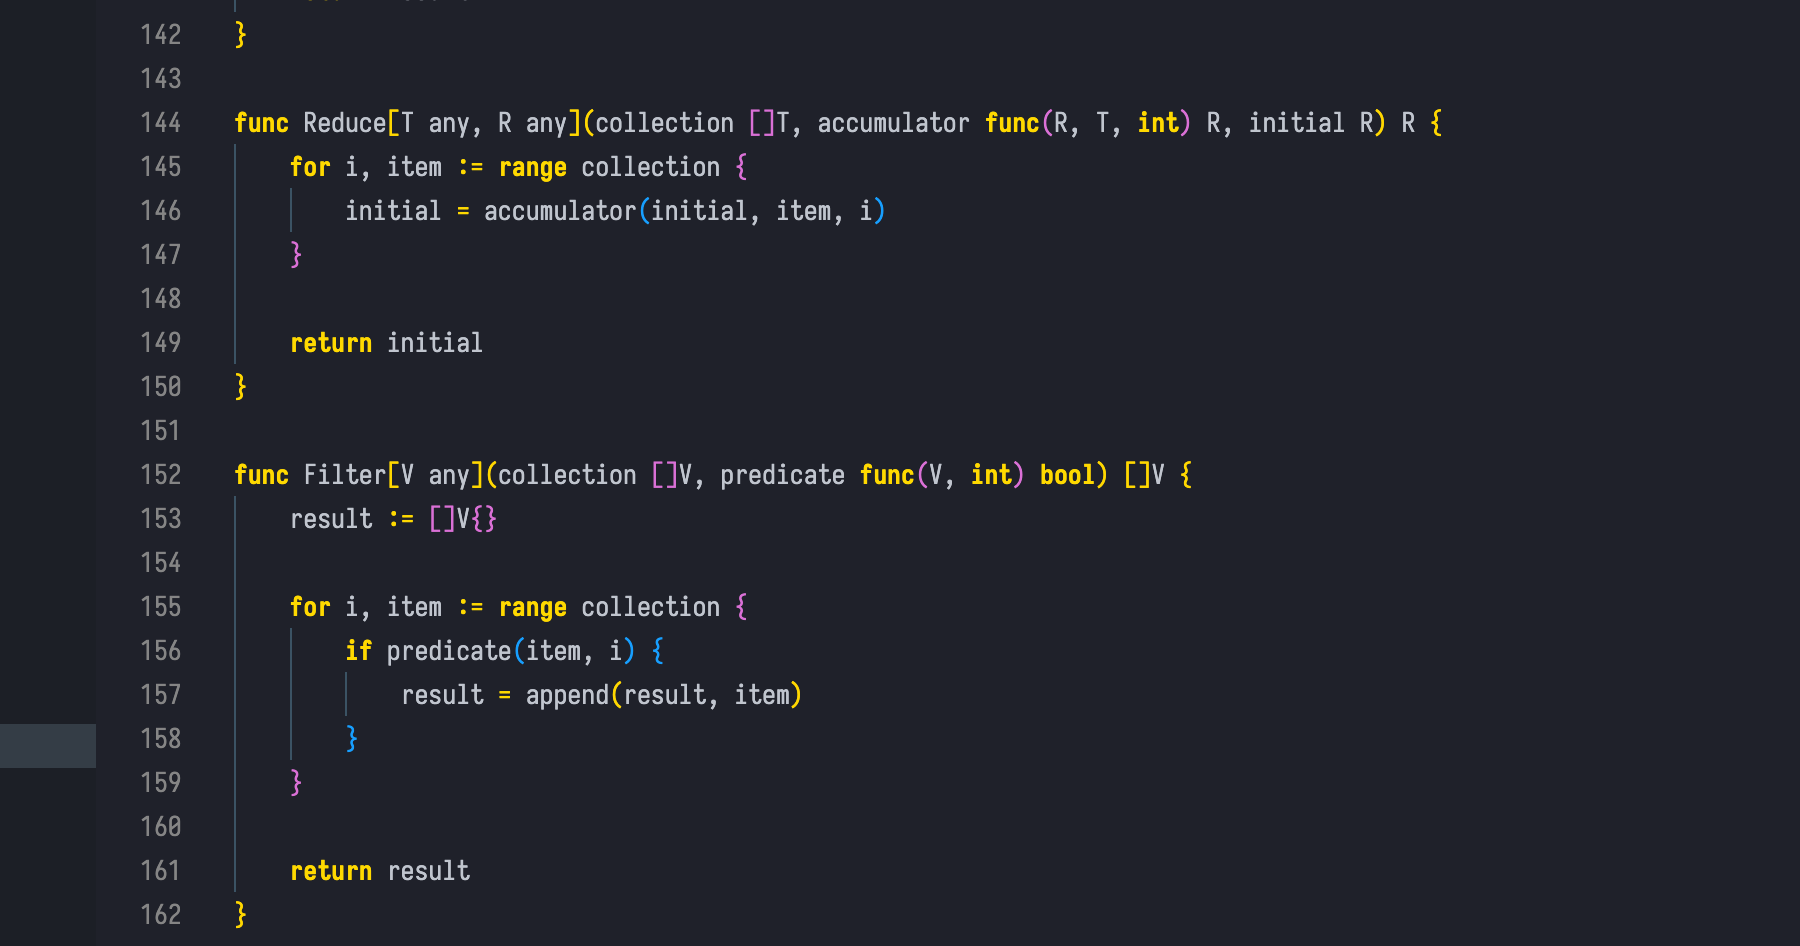 142 }
143
144 func Reduce[T any, R any](collection []T, accumulator func(R, T, int) R, initial R) R {
145     for i, item := range collection {
146         initial = accumulator(initial, item, i)
147     }
148
149     return initial
150 }
151
152 func Filter[V any](collection []V, predicate func(V, int) bool) []V {
153     result := []V{}
154
155     for i, item := range collection {
156         if predicate(item, i) {
157             result = append(result, item)
158         }
159     }
160
161     return result
162 }